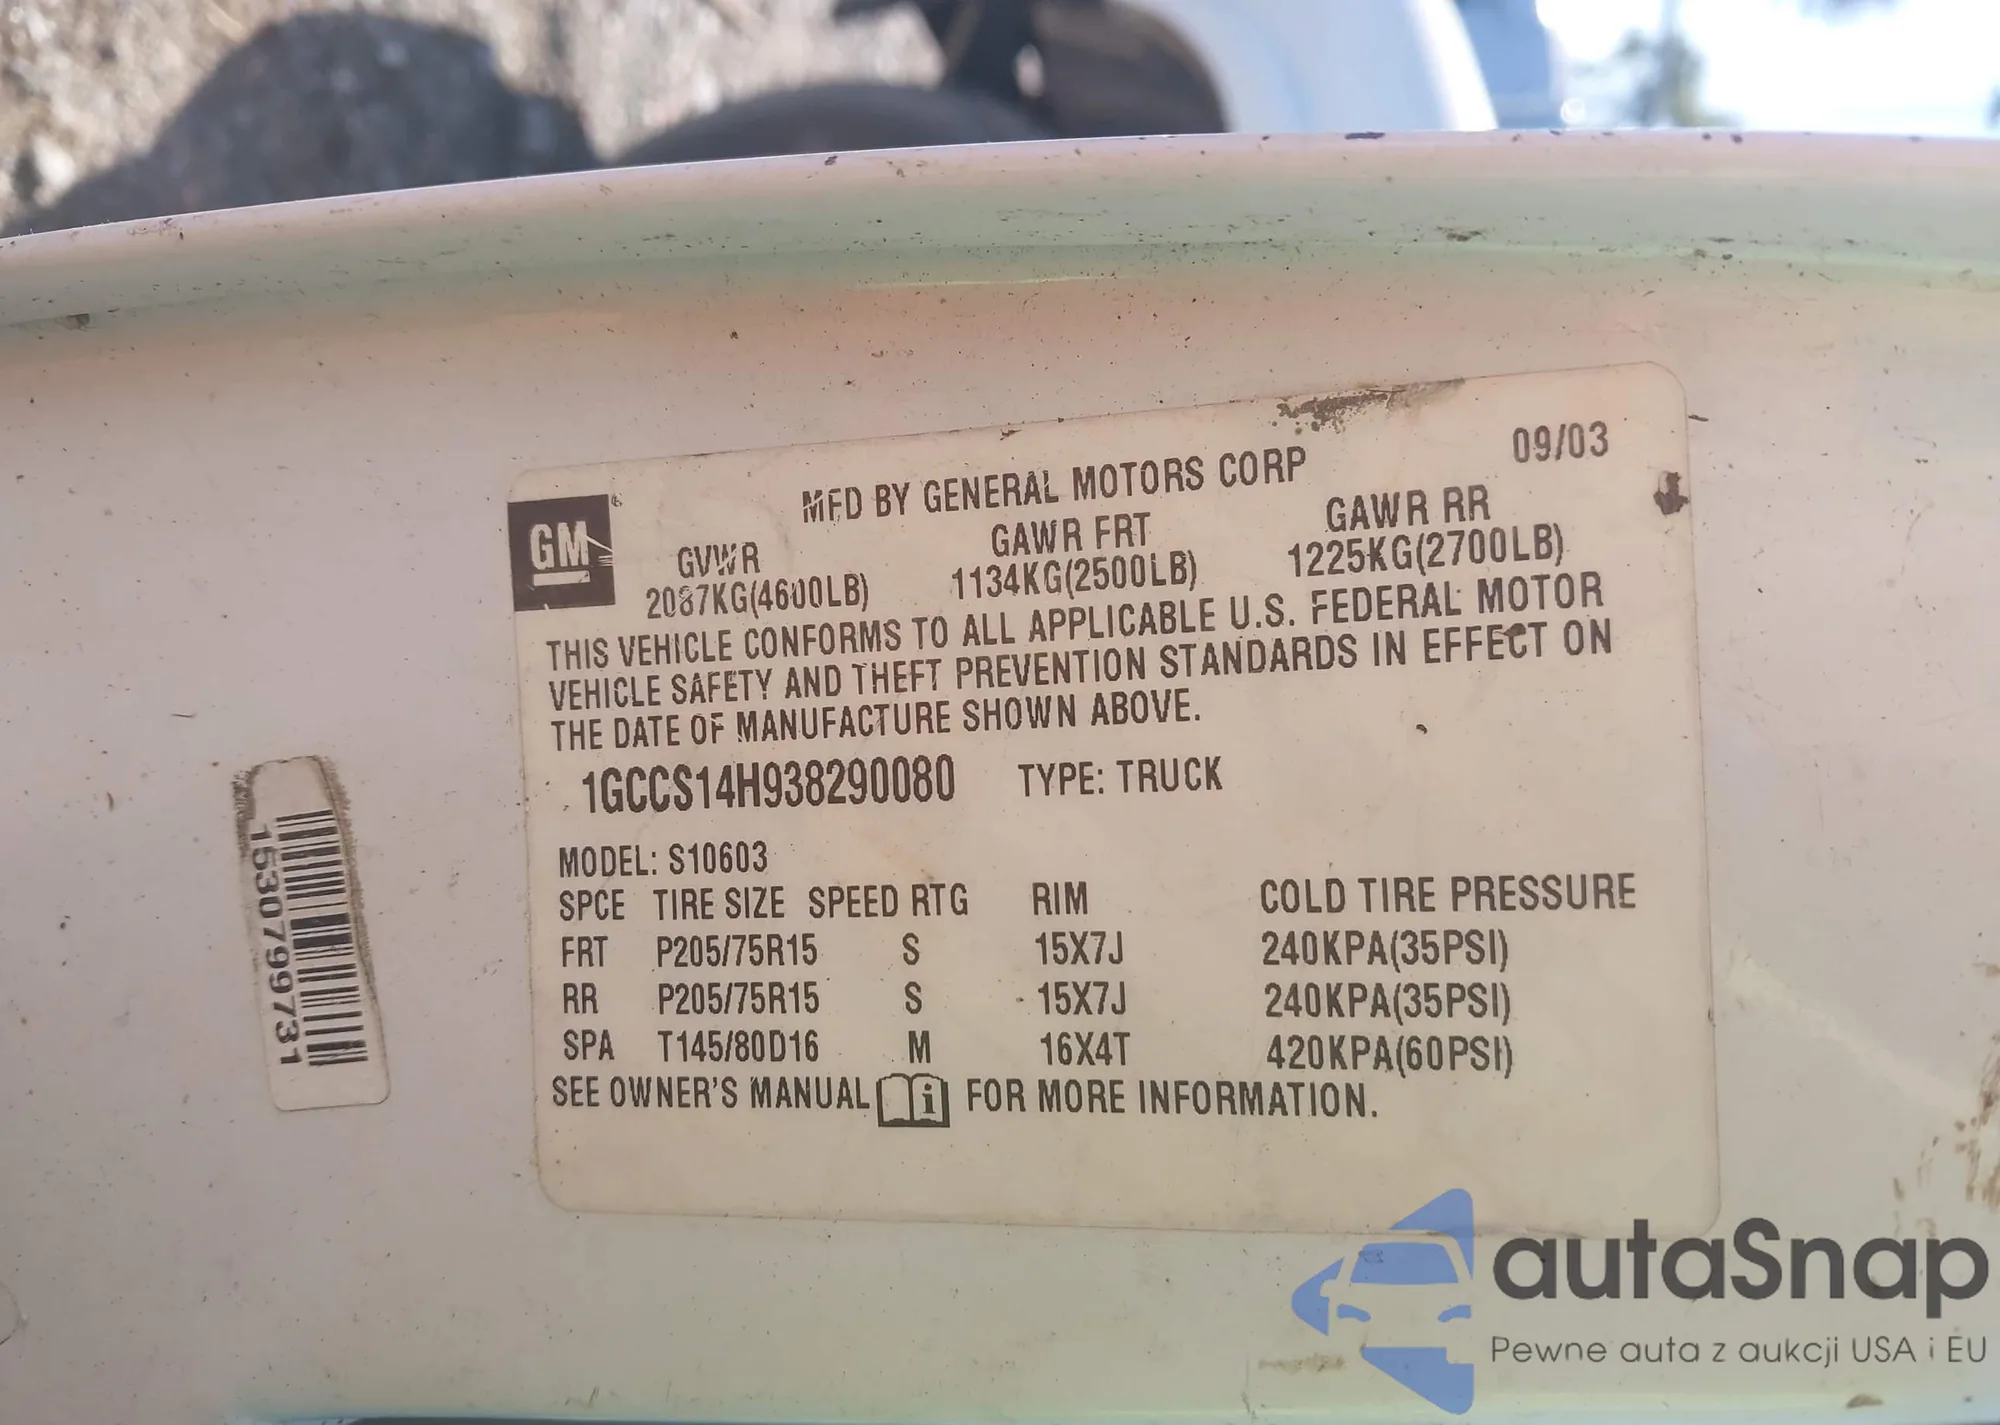 09/03
MFD BY GENERAL MOTORS CORP
GM
GVWR GAWR FRT GAWR RR
2087KG(4600LB) 1134KG(2500LB) 1225KG(2700LB)
THIS VEHICLE CONFORMS TO ALL APPLICABLE U.S. FEDERAL MOTOR
VEHICLE SAFETY AND THEFT PREVENTION STANDARDS IN EFFECT ON
THE DATE OF MANUFACTURE SHOWN ABOVE.
1GCCS14H938290080 TYPE: TRUCK
MODEL: S10603
SPCE TIRE SIZE SPEED RTG RIM COLD TIRE PRESSURE
FRT P205/75R15 S 15X7J 240KPA(35PSI)
RR P205/75R15 S 15X7J 240KPA(35PSI)
SPA T145/80D16 M 16X4T 420KPA(60PSI)
SEE OWNER'S MANUAL i FOR MORE INFORMATION.
15307799731
autaSnap
Pewne auta z aukcji USA i EU